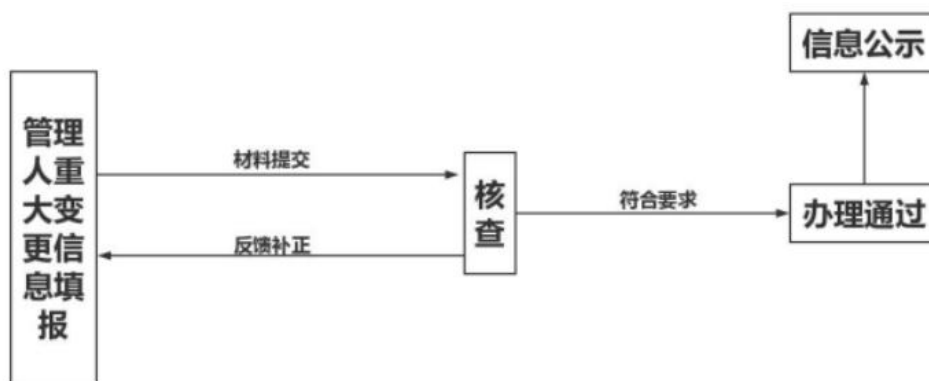 信息公示
管理
人重
大变
更信
息填
报
材料提交
反馈补正
核
查
符合要求
办理通过